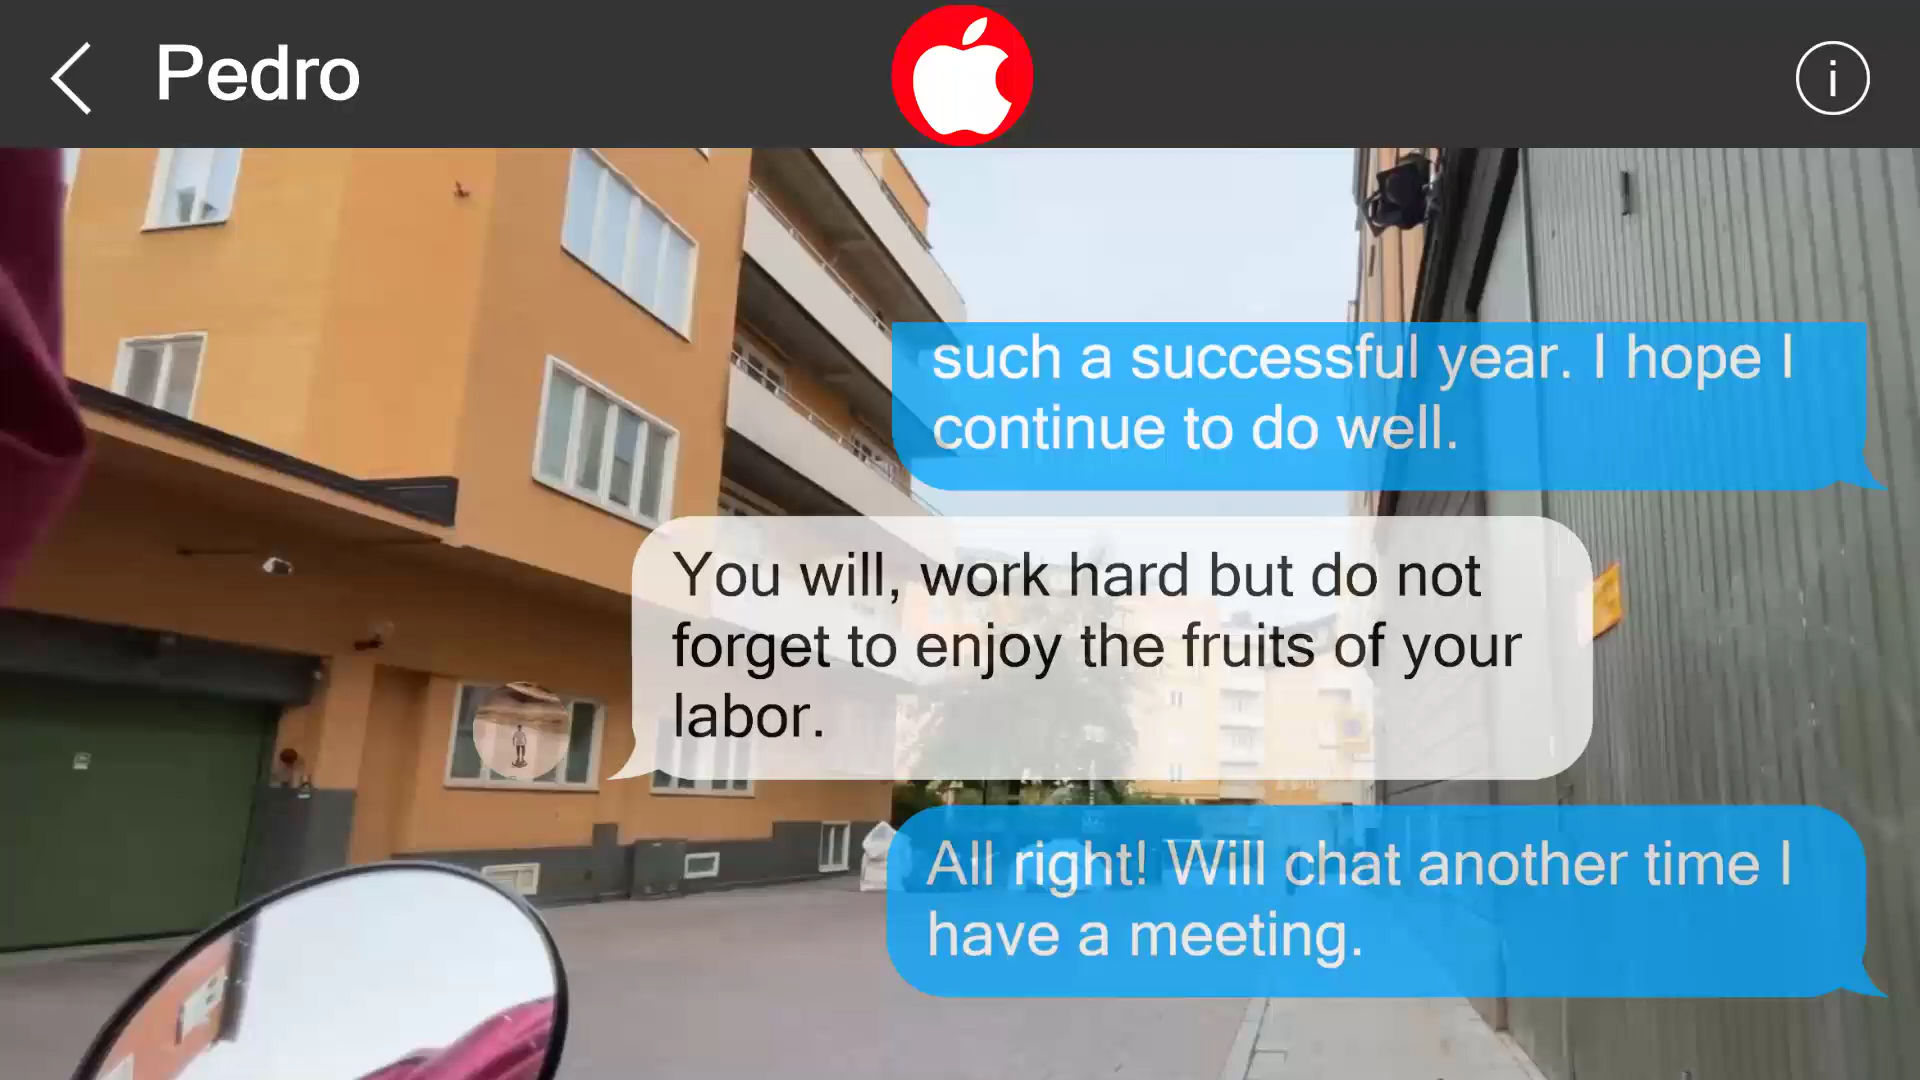 Pedro
such a successful year. I hope I
continue to do well.
You will, work hard but do not
forget to enjoy the fruits of your
labor.
All right! Will chat another time I
have a meeting.